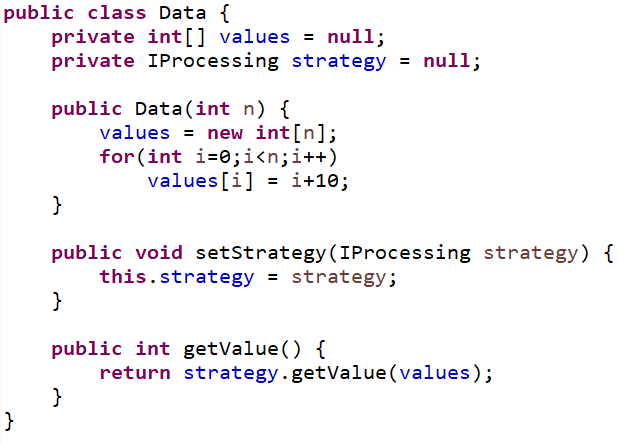 public class Data {
    private int[] values = null;
    private IProcessing strategy = null;

    public Data(int n) {
        values = new int[n];
        for(int i=0;i<n;i++)
            values[i] = i+10;
    }

    public void setStrategy(IProcessing strategy) {
        this.strategy = strategy;
    }

    public int getValue() {
        return strategy.getValue(values);
    }
}